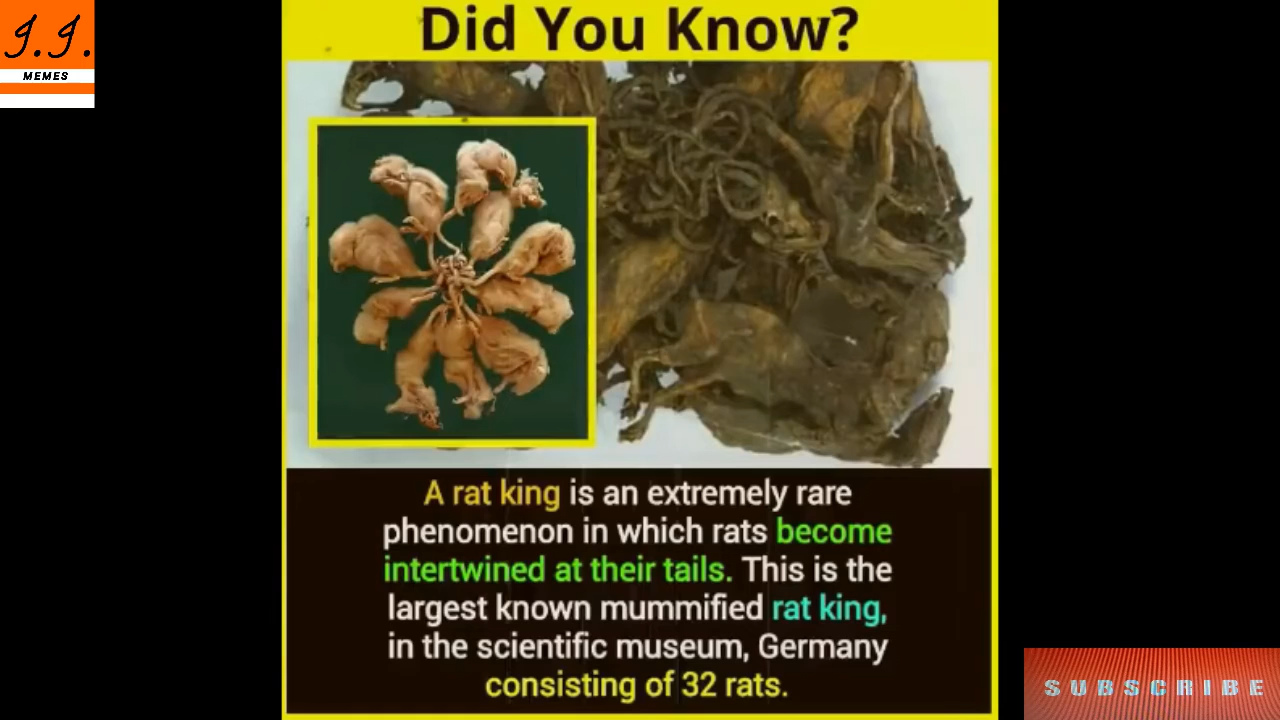 J.J.
MEMES
Did You Know?
A rat king is an extremely rare
phenomenon in which rats become
intertwined at their tails. This is the
largest known mummified rat king,
in the scientific museum, Germany
consisting of 32 rats.
SUBSCRIBE